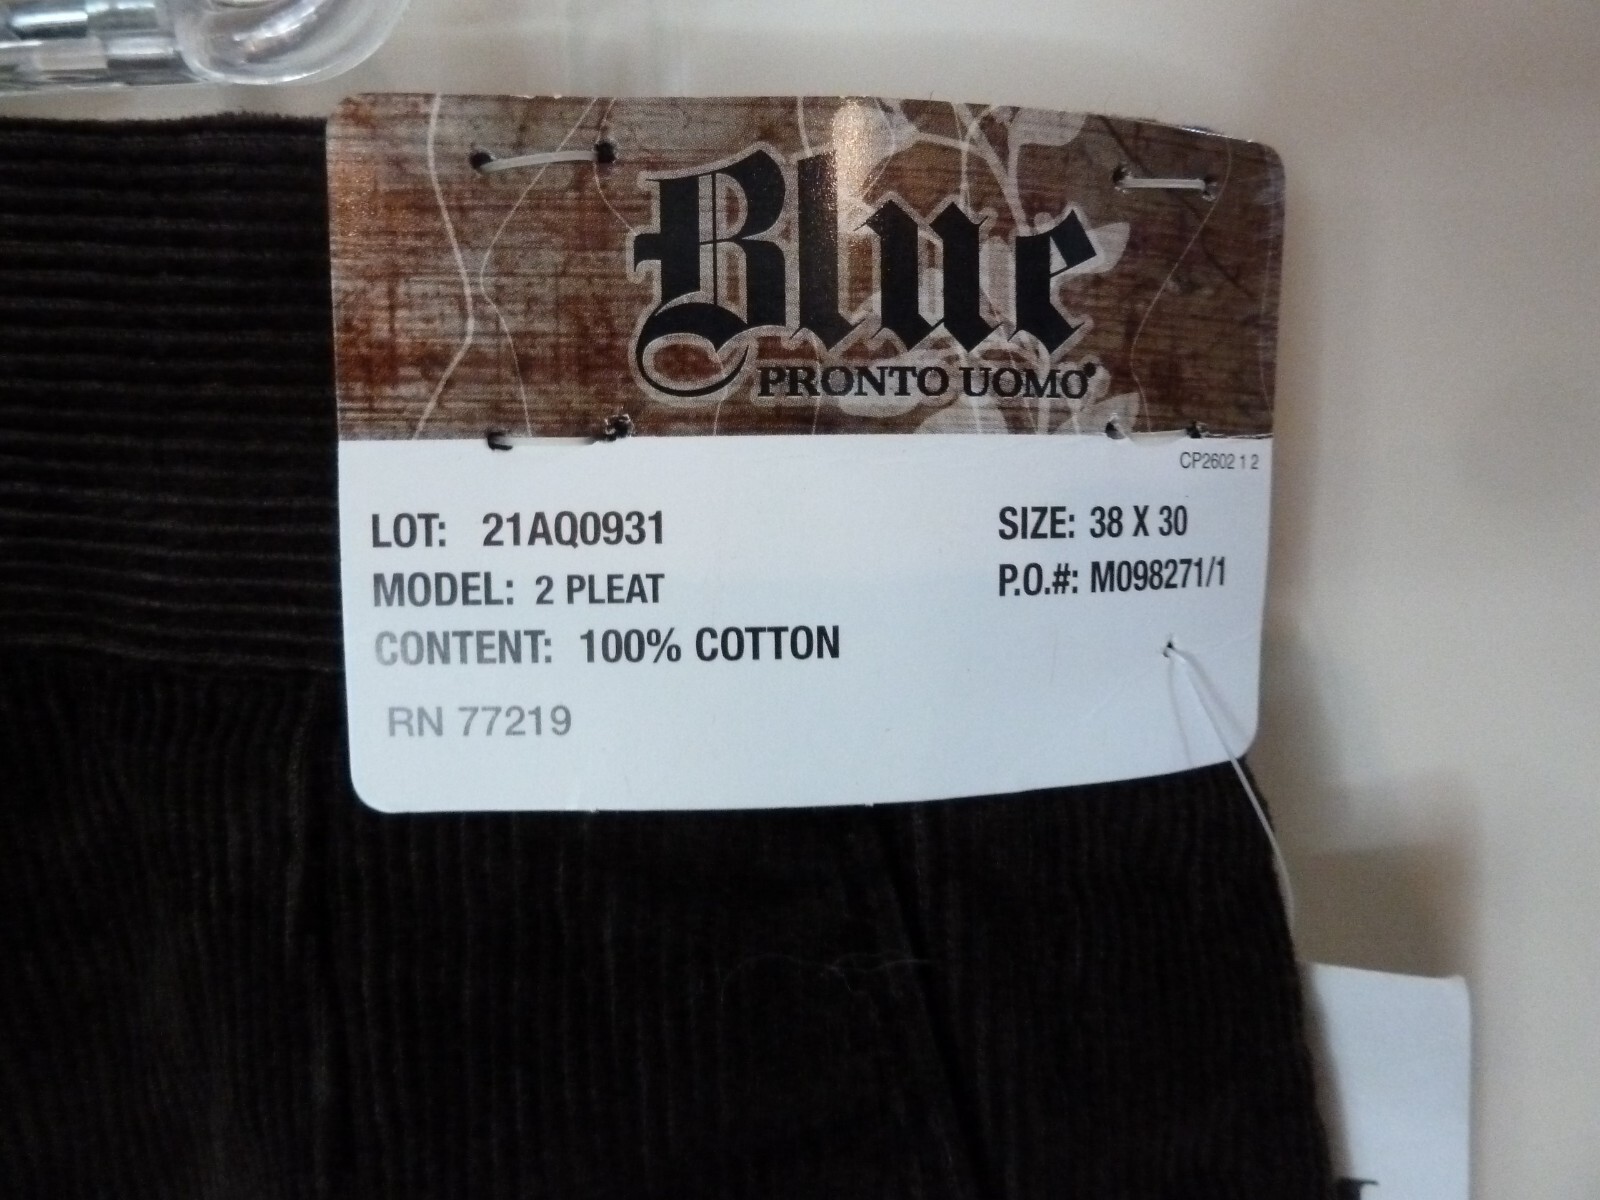 Blue
PRONTO UOMO®
CP2602 1 2
LOT: 21AQ0931
SIZE: 38 X 30
MODEL: 2 PLEAT
P.O.#: M098271/1
CONTENT: 100% COTTON
RN 77219